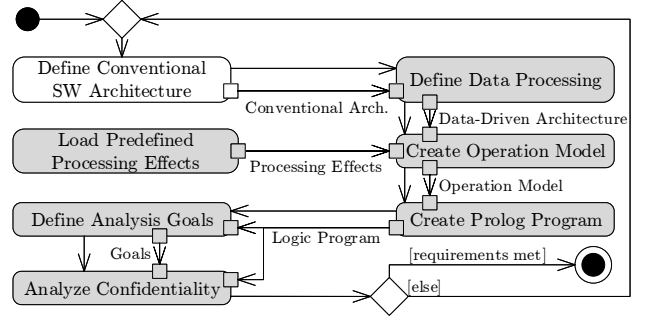 Define Conventional
SW Architecture
Define Data Processing
Conventional Arch.
Data-Driven Architecture
Load Predefined
Processing Effects
Processing Effects
Create Operation Model
Operation Model
Define Analysis Goals
Create Prolog Program
Logic Program
Goals
[requirements met]
Analyze Confidentiality
[else]